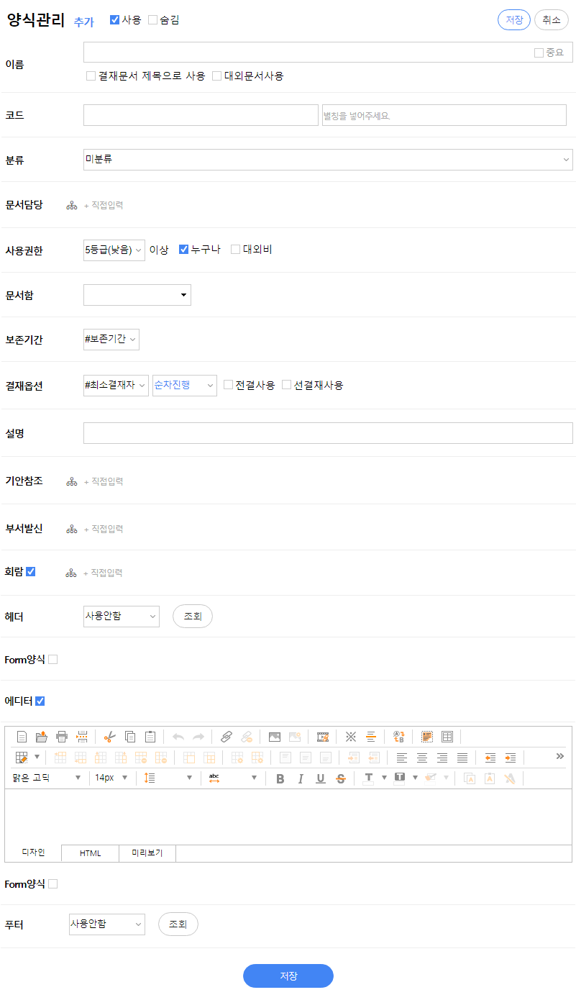 양식관리 추가 사용 숨김 저장 취소
이름 중요
결재문서 제목으로 사용 대외문서사용
코드 별칭을 넣어주세요.
분류 미분류
문서담당 + 직접입력
사용권한 5등급(낮음) 이상 누구나 대외비
문서함
보존기간 #보존기간
결재옵션 #최소결재자 순차진행 전결사용 선결재사용
설명
기안참조 + 직접입력
부서발신 + 직접입력
회람 + 직접입력
헤더 사용안함 조회
Form양식
에디터
맑은 고딕 14px abc B I U S T T
디자인 HTML 미리보기
Form양식
푸터 사용안함 조회
저장